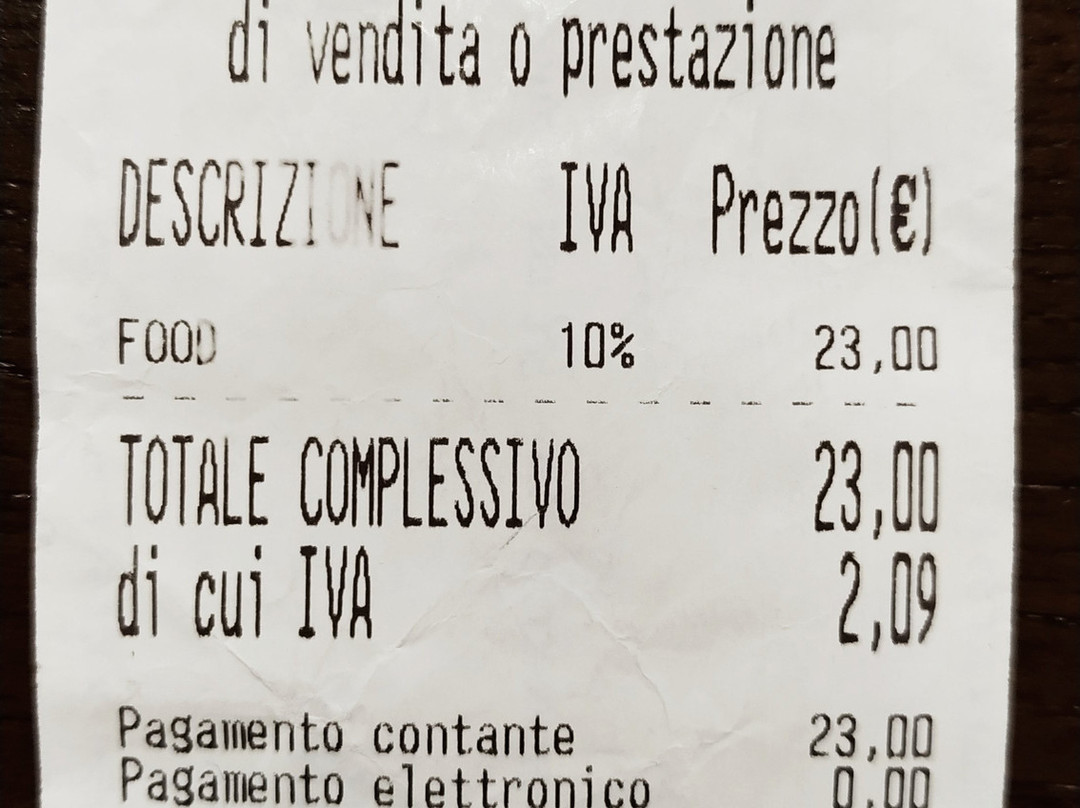 di vendita o prestazione
DESCRIZIONE IVA Prezzo(€)
FOOD 10% 23,00
TOTALE COMPLESSIVO 23,00
di cui IVA 2,09
Pagamento contante 23,00
Pagamento elettronico 0,00